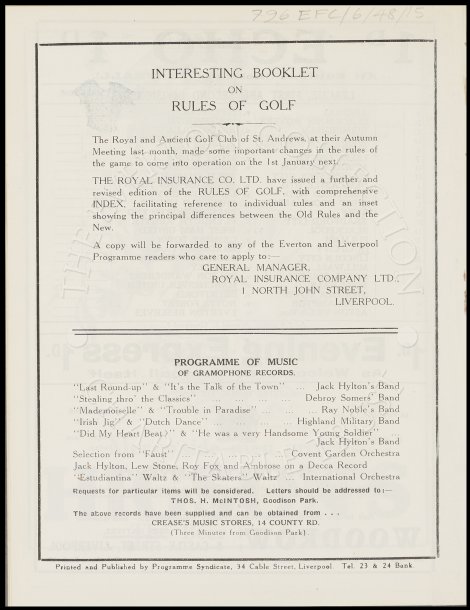 796 EFC/6/48/15
INTERESTING BOOKLET
ON
RULES OF GOLF
The Royal and Ancient Golf Club of St. Andrews, at their Autumn
Meeting last month, made some important changes in the rules of
the game to come into operation on the 1st January next.
THE ROYAL INSURANCE CO. LTD. have issued a further and
revised edition of the RULES OF GOLF, with comprehensive
INDEX, facilitating reference to individual rules and an inset
showing the principal differences between the Old Rules and the
New.
A copy will be forwarded to any of the Everton and Liverpool
Programme readers who care to apply to:—
GENERAL MANAGER,
ROYAL INSURANCE COMPANY LTD.,
1 NORTH JOHN STREET,
LIVERPOOL.
PROGRAMME OF MUSIC
OF GRAMOPHONE RECORDS.
"Last Round-up" & "It's the Talk of the Town" ... Jack Hylton's Band
"Stealing thro' the Classics" ... ... ... Debroy Somers' Band
"Mademoiselle" & "Trouble in Paradise" ... ... Ray Noble's Band
"Irish Jig" & "Dutch Dance" ... ... Highland Military Band
"Did My Heart Beat?" & "He was a very Handsome Young Soldier"
Jack Hylton's Band
Selection from "Faust" ... ... ... Covent Garden Orchestra
Jack Hylton, Lew Stone, Roy Fox and Ambrose on a Decca Record
"Estudiantina" Waltz & "The Skaters" Waltz ... International Orchestra
Requests for particular items will be considered. Letters should be addressed to:—
THOS. H. McINTOSH, Goodison Park.
The above records have been supplied and can be obtained from . . .
CREASE'S MUSIC STORES, 14 COUNTY RD.
(Three Minutes from Goodison Park).
Printed and Published by Programme Syndicate, 34 Cable Street, Liverpool. Tel. 23 & 24 Bank